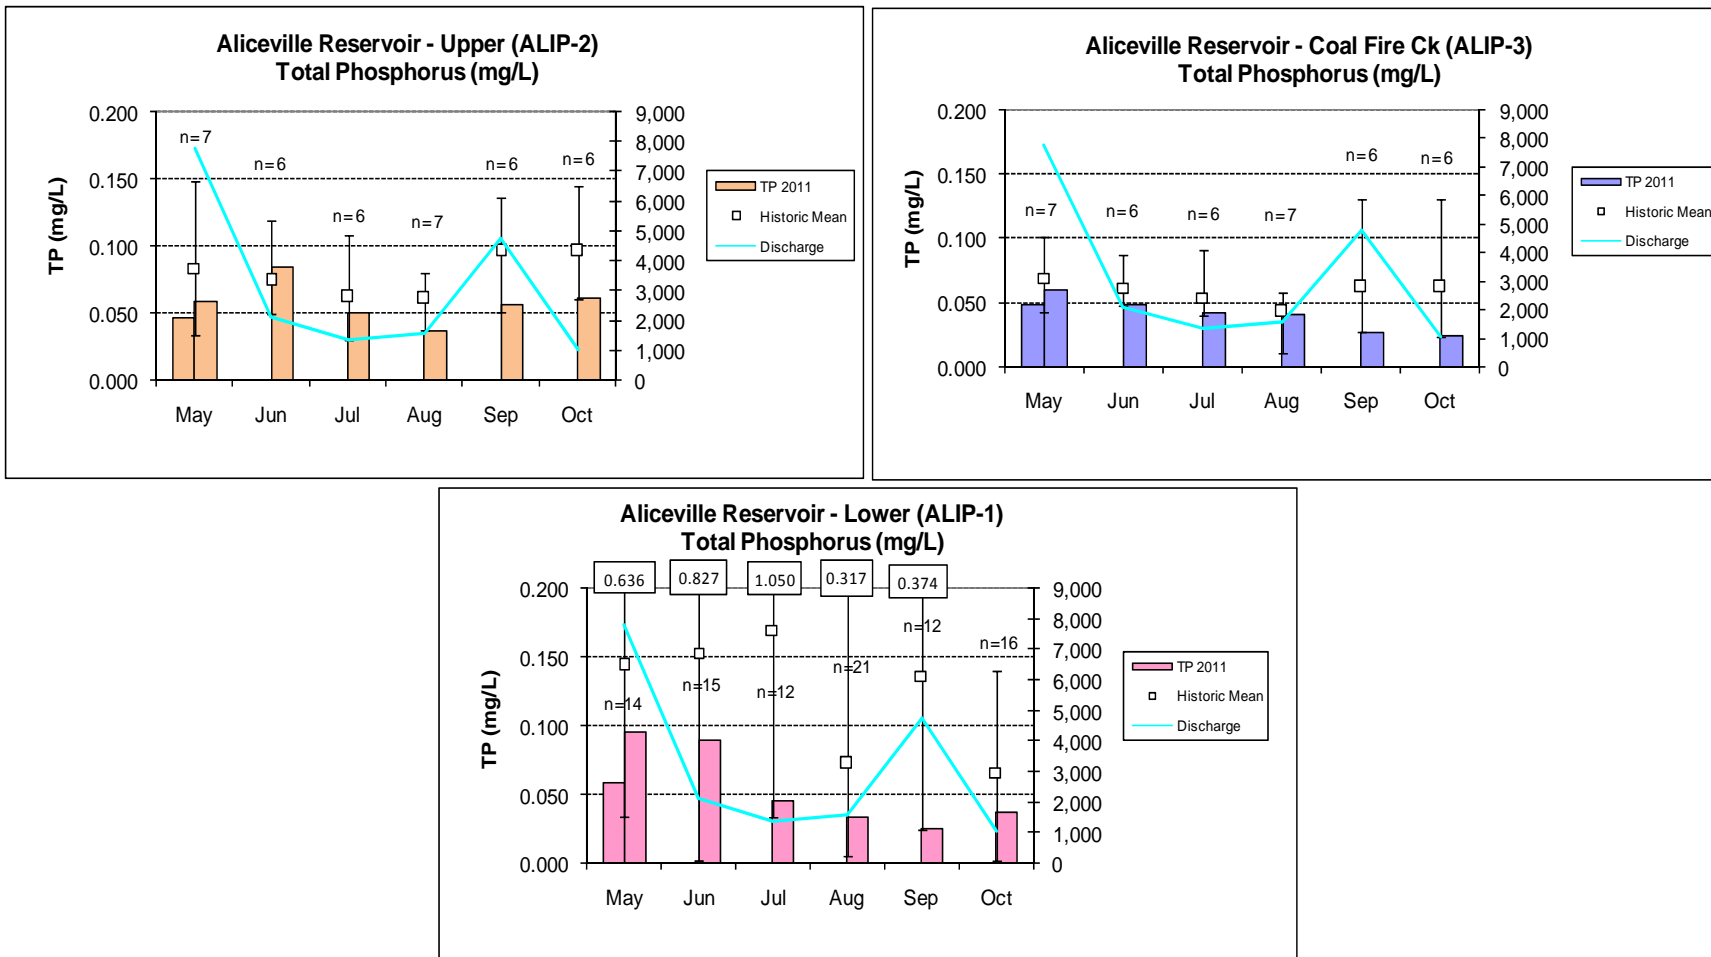 Aliceville Reservoir - Upper (ALIP-2)
Total Phosphorus (mg/L)
TP (mg/L)
0.200
0.150
0.100
0.050
0.000
9,000
8,000
7,000
6,000
5,000
4,000
3,000
2,000
1,000
0
n=7
n=6
n=6
n=7
n=6
n=6
May Jun Jul Aug Sep Oct
TP 2011
Historic Mean
Discharge
Aliceville Reservoir - Coal Fire Ck (ALIP-3)
Total Phosphorus (mg/L)
TP (mg/L)
0.200
0.150
0.100
0.050
0.000
9,000
8,000
7,000
6,000
5,000
4,000
3,000
2,000
1,000
0
n=7
n=6
n=6
n=7
n=6
n=6
May Jun Jul Aug Sep Oct
TP 2011
Historic Mean
Discharge
Aliceville Reservoir - Lower (ALIP-1)
Total Phosphorus (mg/L)
0.636 0.827 1.050 0.317 0.374
TP (mg/L)
0.200
0.150
0.100
0.050
0.000
9,000
8,000
7,000
6,000
5,000
4,000
3,000
2,000
1,000
0
n=14
n=15
n=12
n=21
n=12
n=16
May Jun Jul Aug Sep Oct
TP 2011
Historic Mean
Discharge